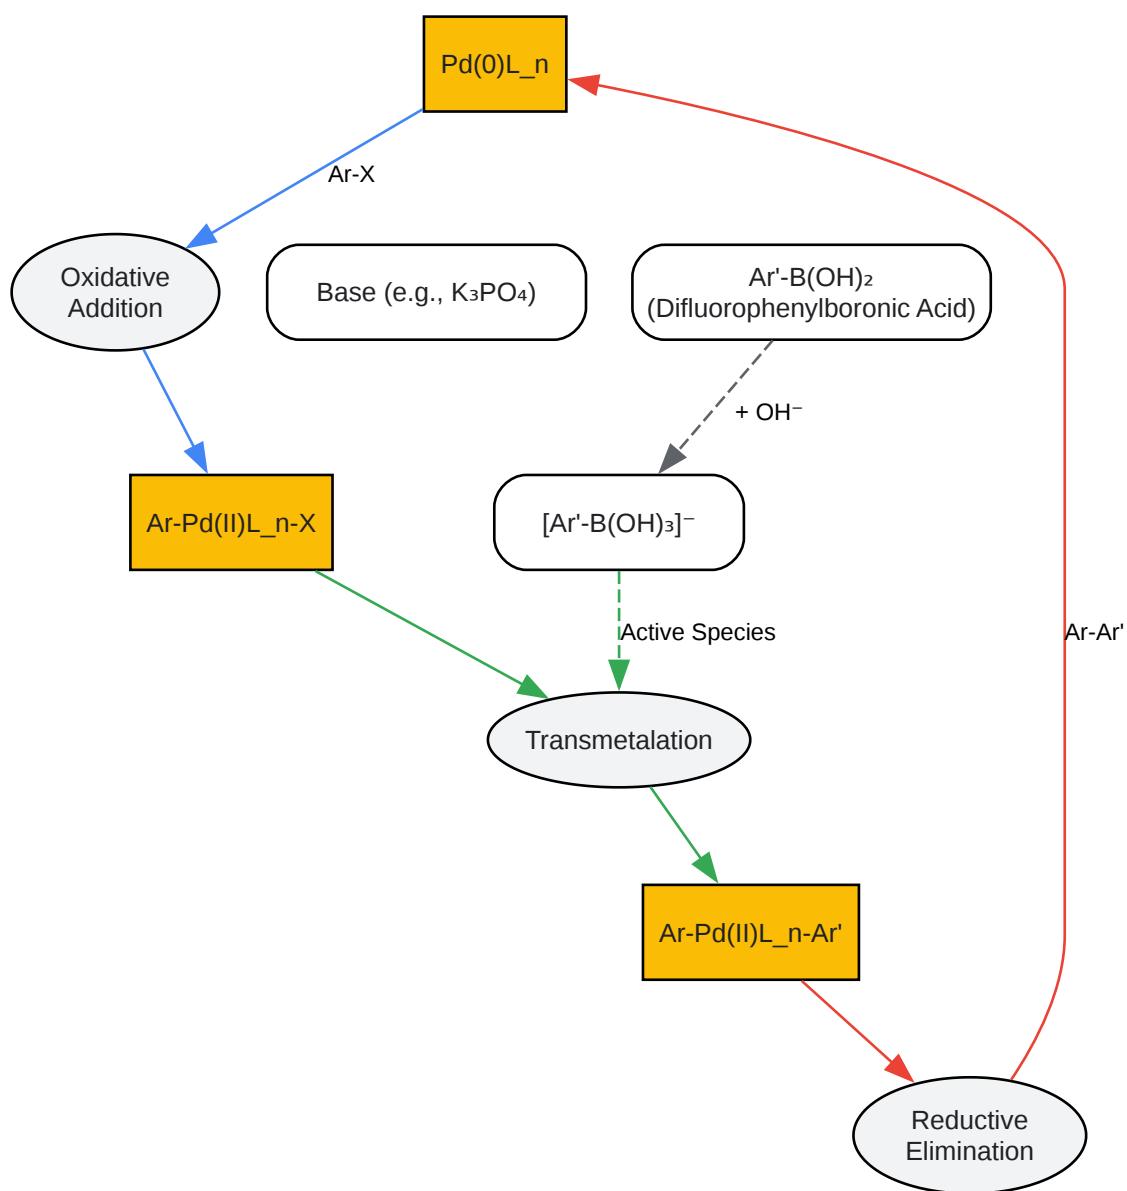 Pd(0)L_n
Ar-X
Oxidative
Addition
Base (e.g., K₃PO₄)
Ar'-B(OH)₂
(Difluorophenylboronic Acid)
+ OH⁻
Ar-Pd(II)L_n-X
[Ar'-B(OH)₃]⁻
Active Species
Ar-Ar'
Transmetalation
Ar-Pd(II)L_n-Ar'
Reductive
Elimination